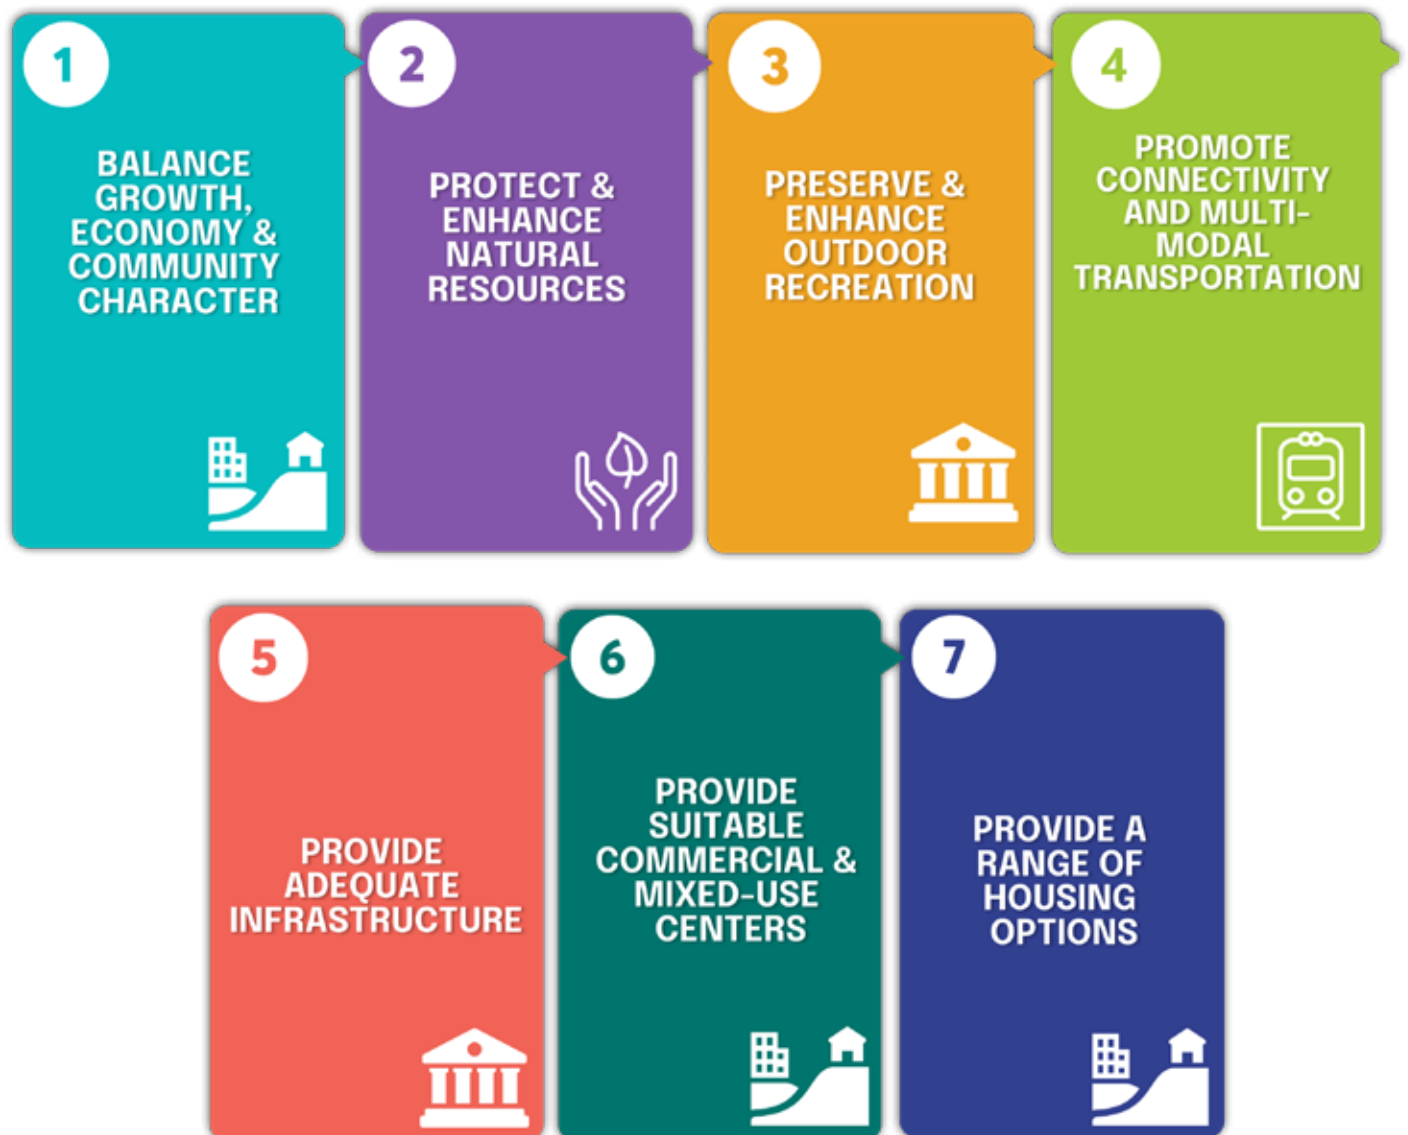 1
BALANCE
GROWTH,
ECONOMY &
COMMUNITY
CHARACTER
2
PROTECT &
ENHANCE
NATURAL
RESOURCES
3
PRESERVE &
ENHANCE
OUTDOOR
RECREATION
4
PROMOTE
CONNECTIVITY
AND MULTI-
MODAL
TRANSPORTATION
5
PROVIDE
ADEQUATE
INFRASTRUCTURE
6
PROVIDE
SUITABLE
COMMERCIAL &
MIXED-USE
CENTERS
7
PROVIDE A
RANGE OF
HOUSING
OPTIONS